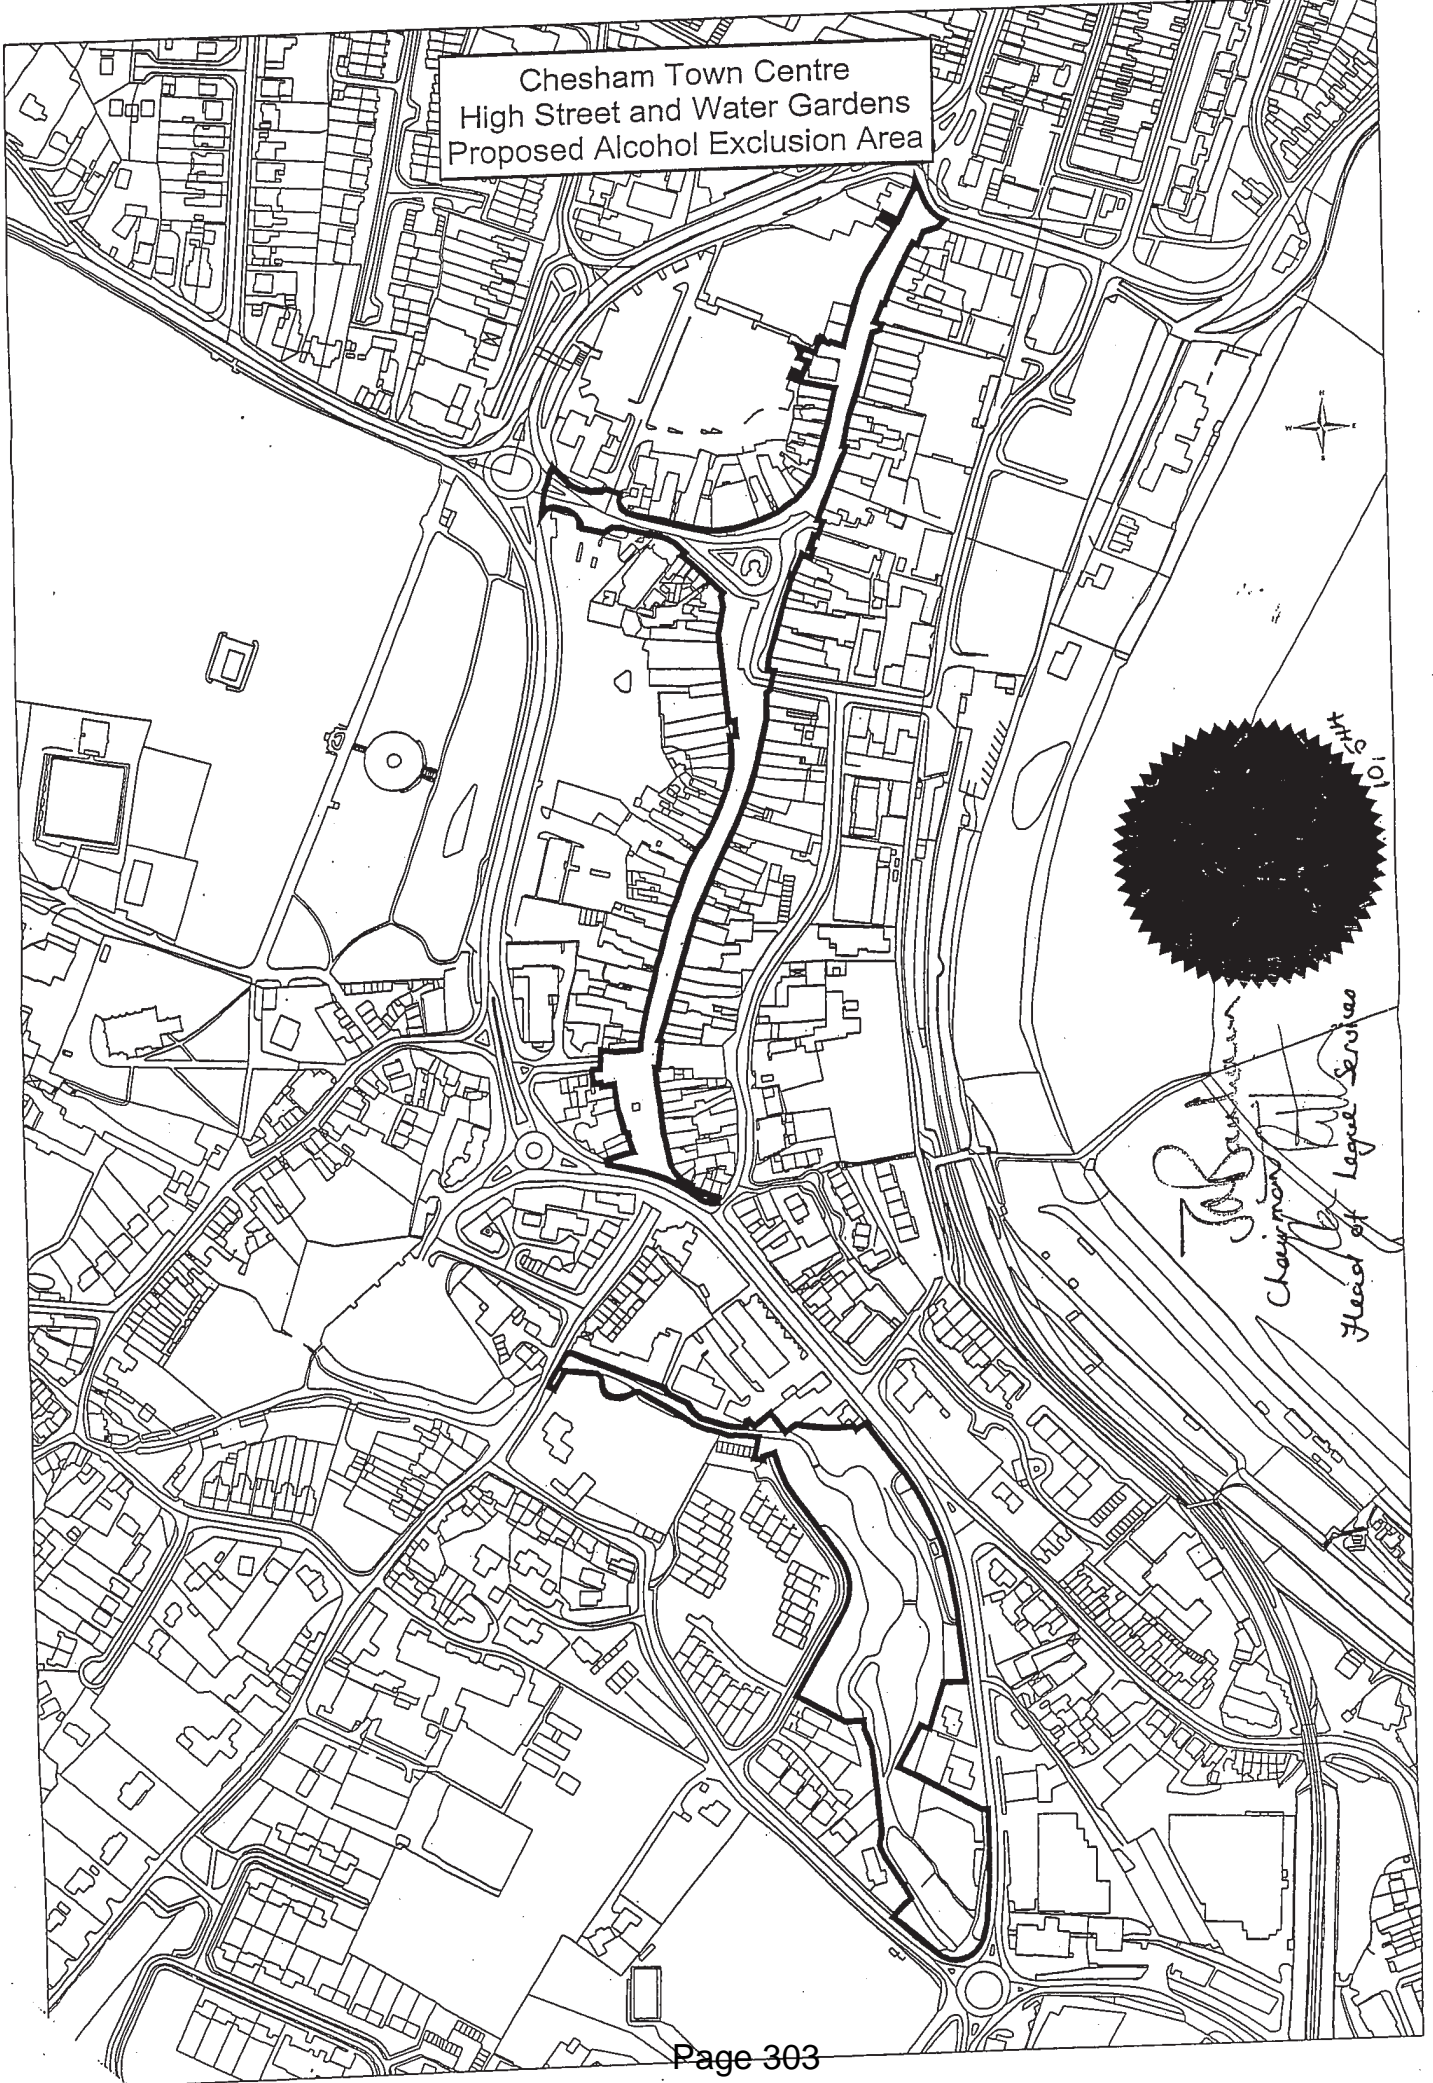 Chesham Town Centre
High Street and Water Gardens
Proposed Alcohol Exclusion Area
N
W E
S
Chairman
Head of Legal Services
Page 303